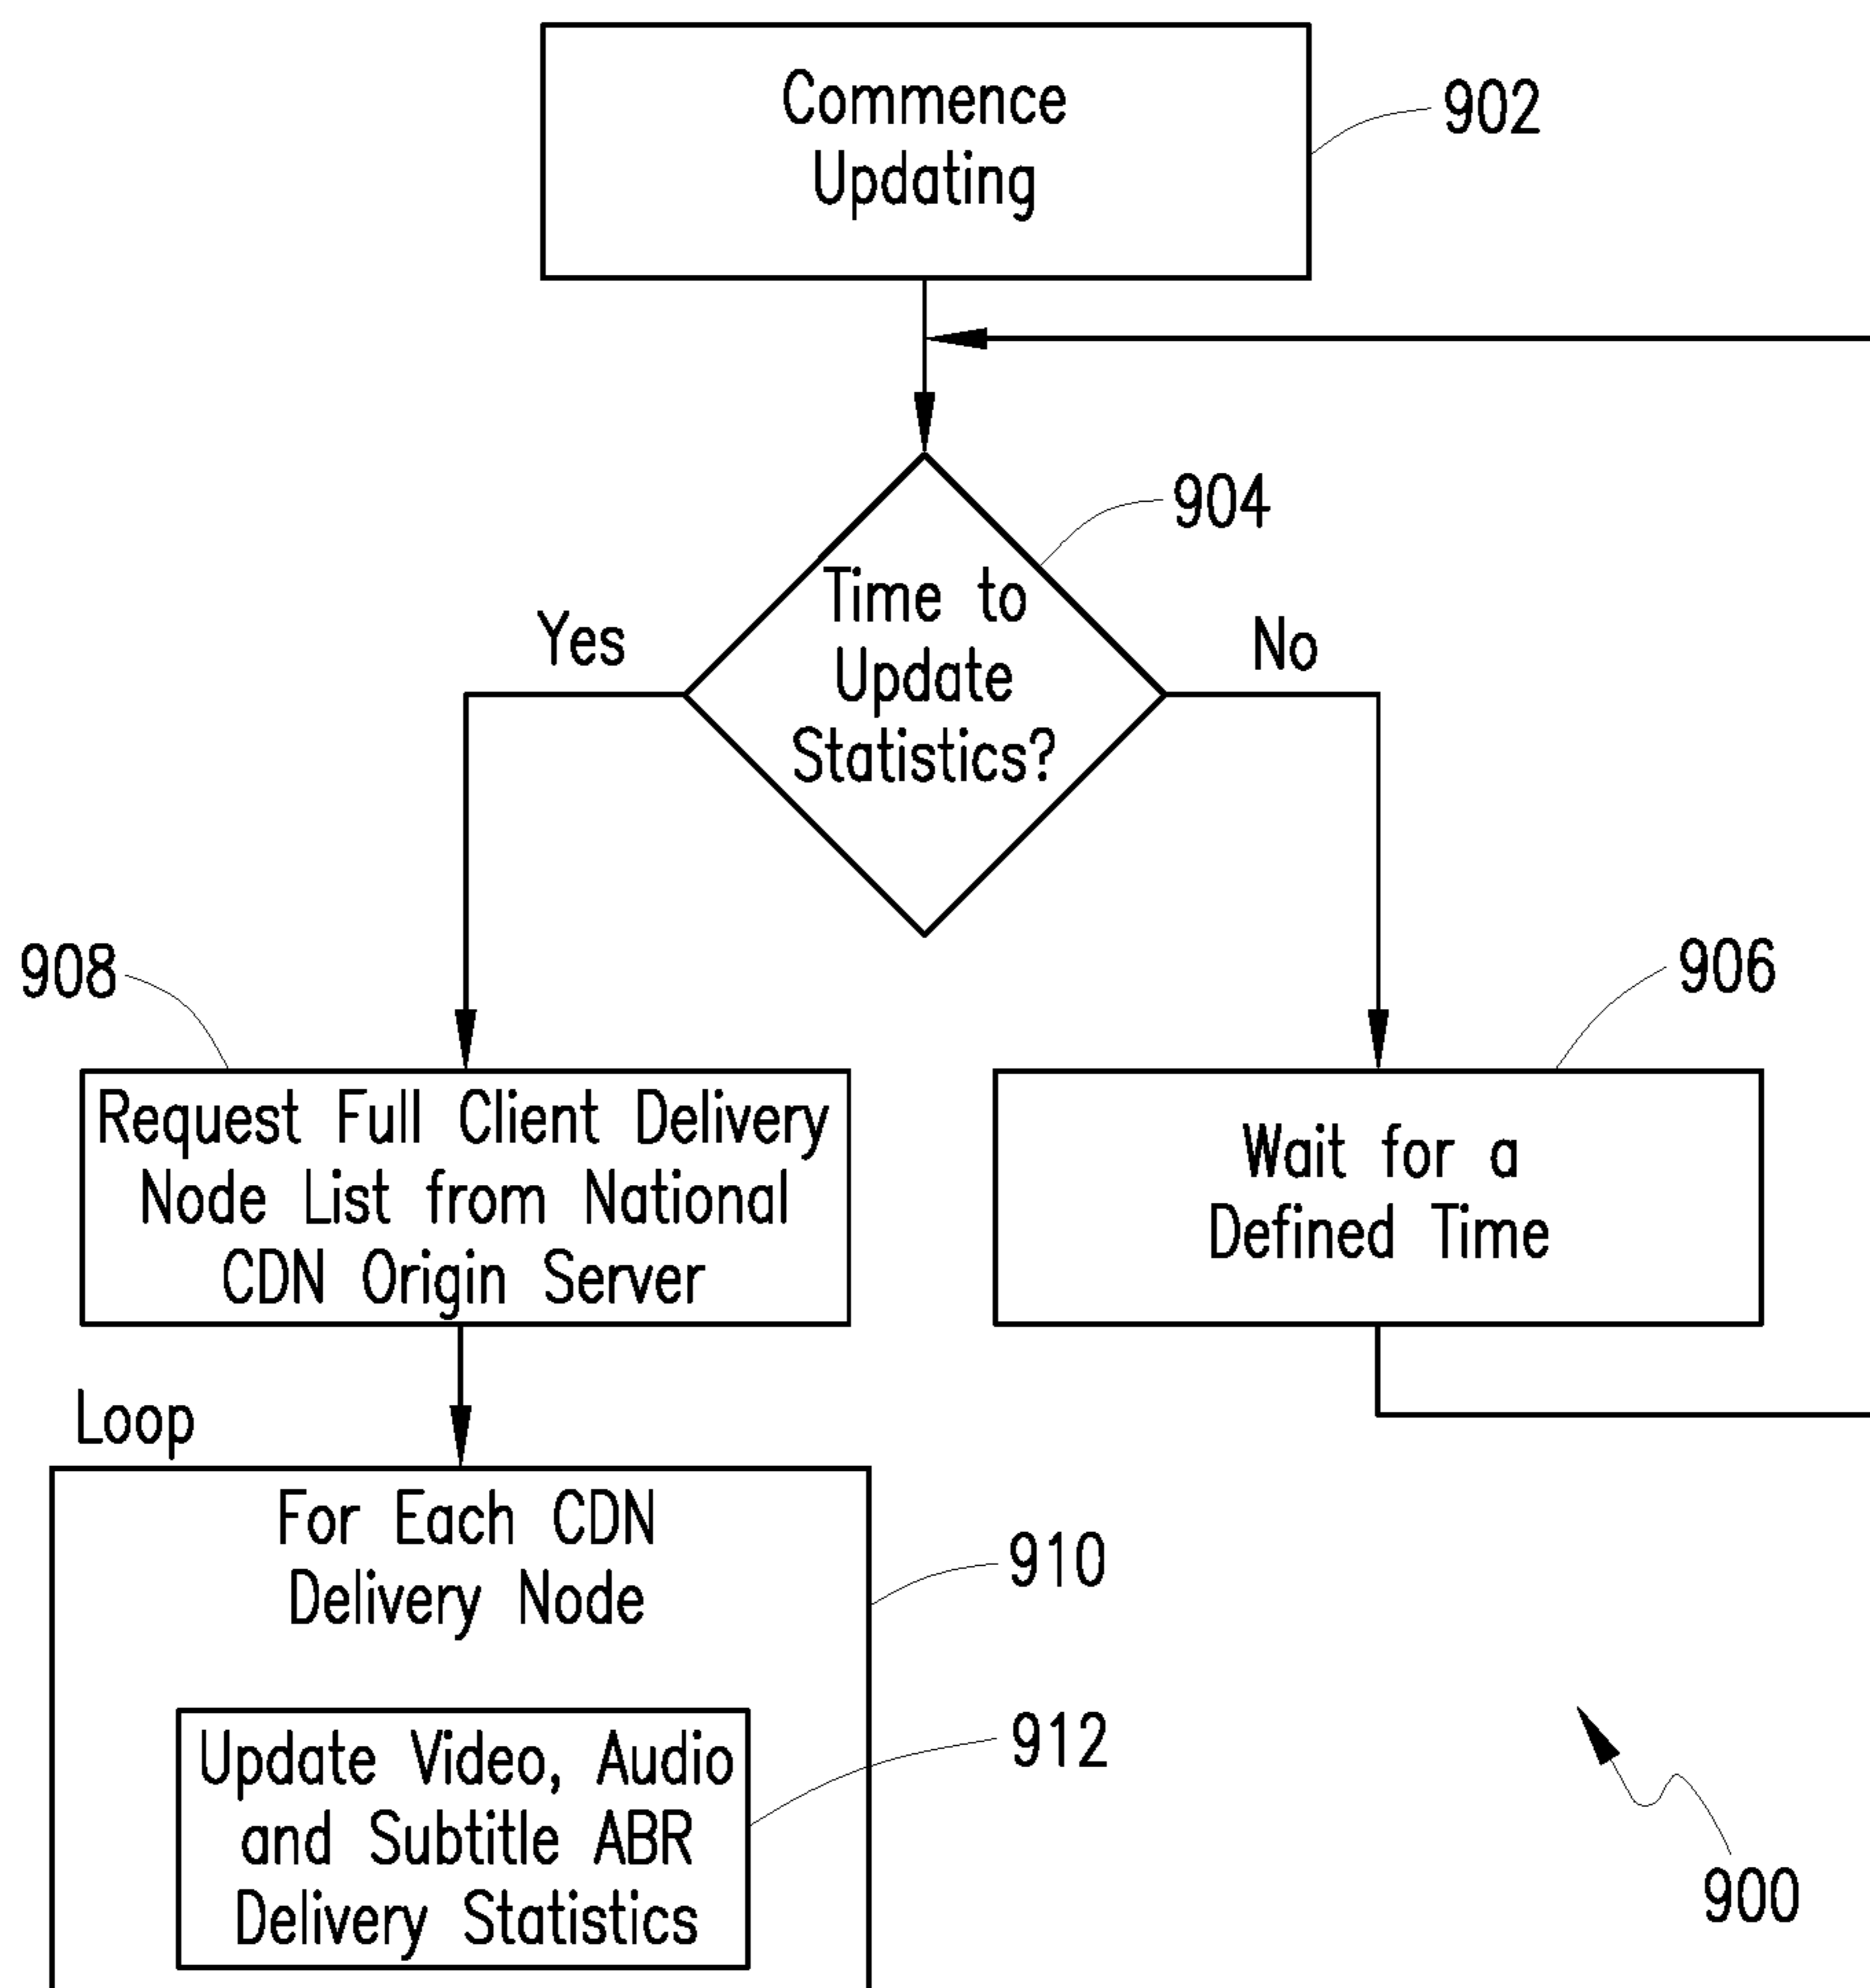 Commence
Updating
902
904
Time to
Update
Statistics?
Yes
No
908
906
Request Full Client Delivery
Node List from National
CDN Origin Server
Wait for a
Defined Time
Loop
For Each CDN
Delivery Node
910
Update Video, Audio
and Subtitle ABR
Delivery Statistics
912
900